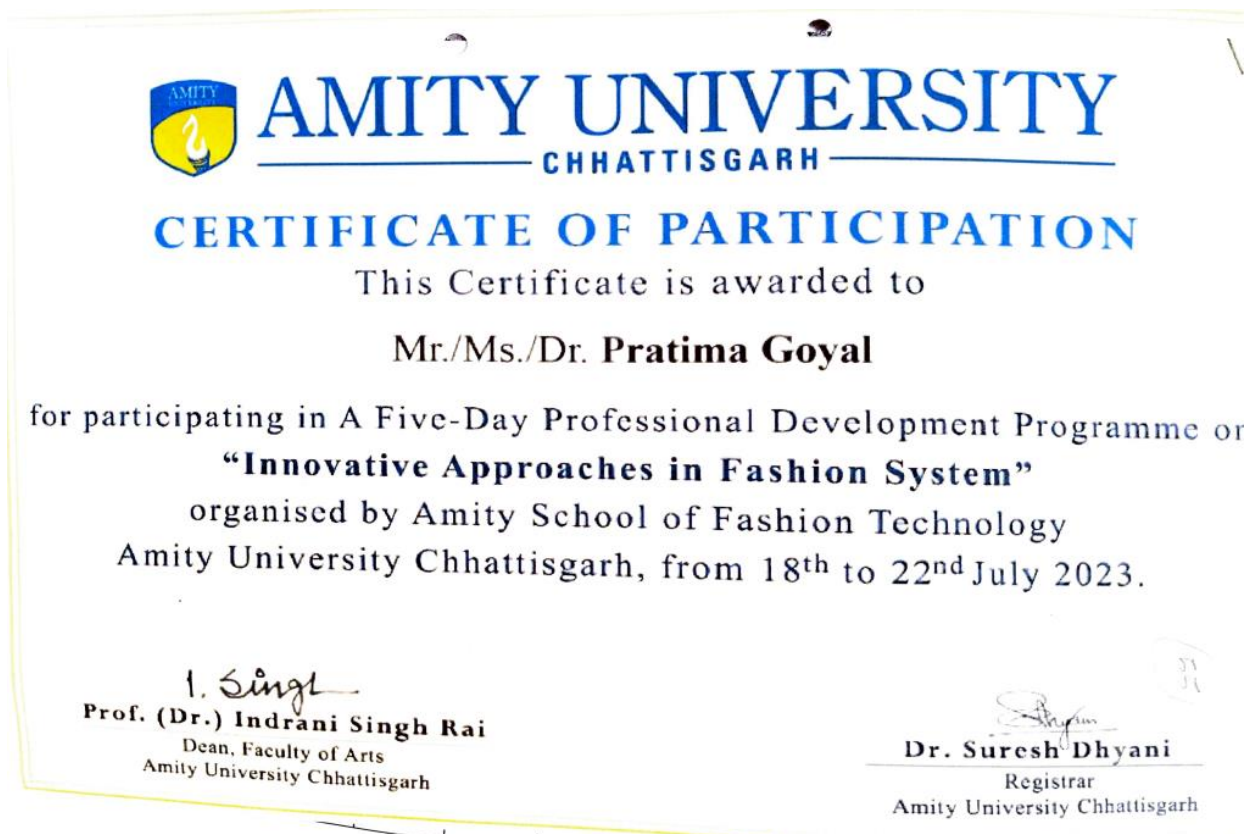 AMITY
UNIVERSITY
AMITY UNIVERSITY
CHHATTISGARH
CERTIFICATE OF PARTICIPATION
This Certificate is awarded to
Mr./Ms./Dr. Pratima Goyal
for participating in A Five-Day Professional Development Programme on
“Innovative Approaches in Fashion System”
organised by Amity School of Fashion Technology
Amity University Chhattisgarh, from 18th to 22nd July 2023.
I. Singh
Prof. (Dr.) Indrani Singh Rai
Dean, Faculty of Arts
Amity University Chhattisgarh
Dr. Suresh Dhyani
Registrar
Amity University Chhattisgarh